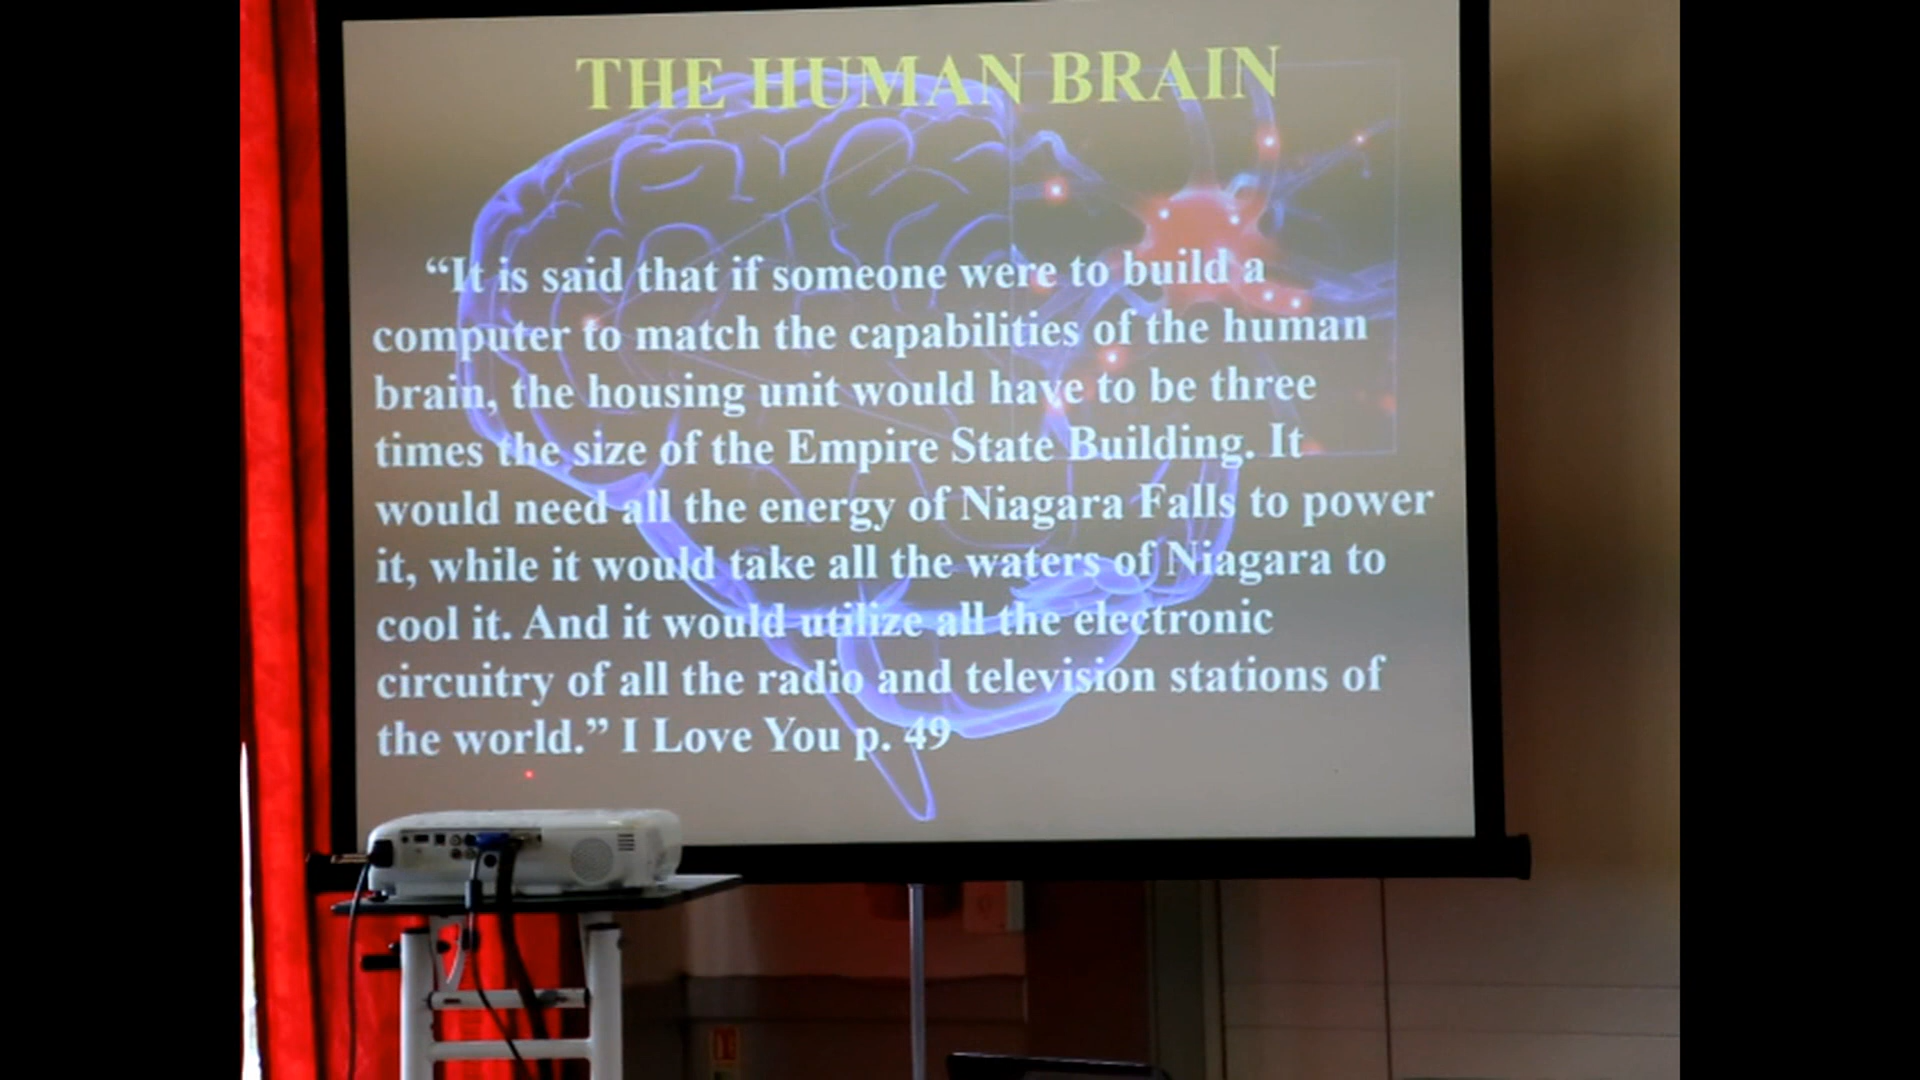 THE HUMAN BRAIN
“It is said that if someone were to build a
computer to match the capabilities of the human
brain, the housing unit would have to be three
times the size of the Empire State Building. It
would need all the energy of Niagara Falls to power
it, while it would take all the waters of Niagara to
cool it. And it would utilize all the electronic
circuitry of all the radio and television stations of
the world.” I Love You p. 49